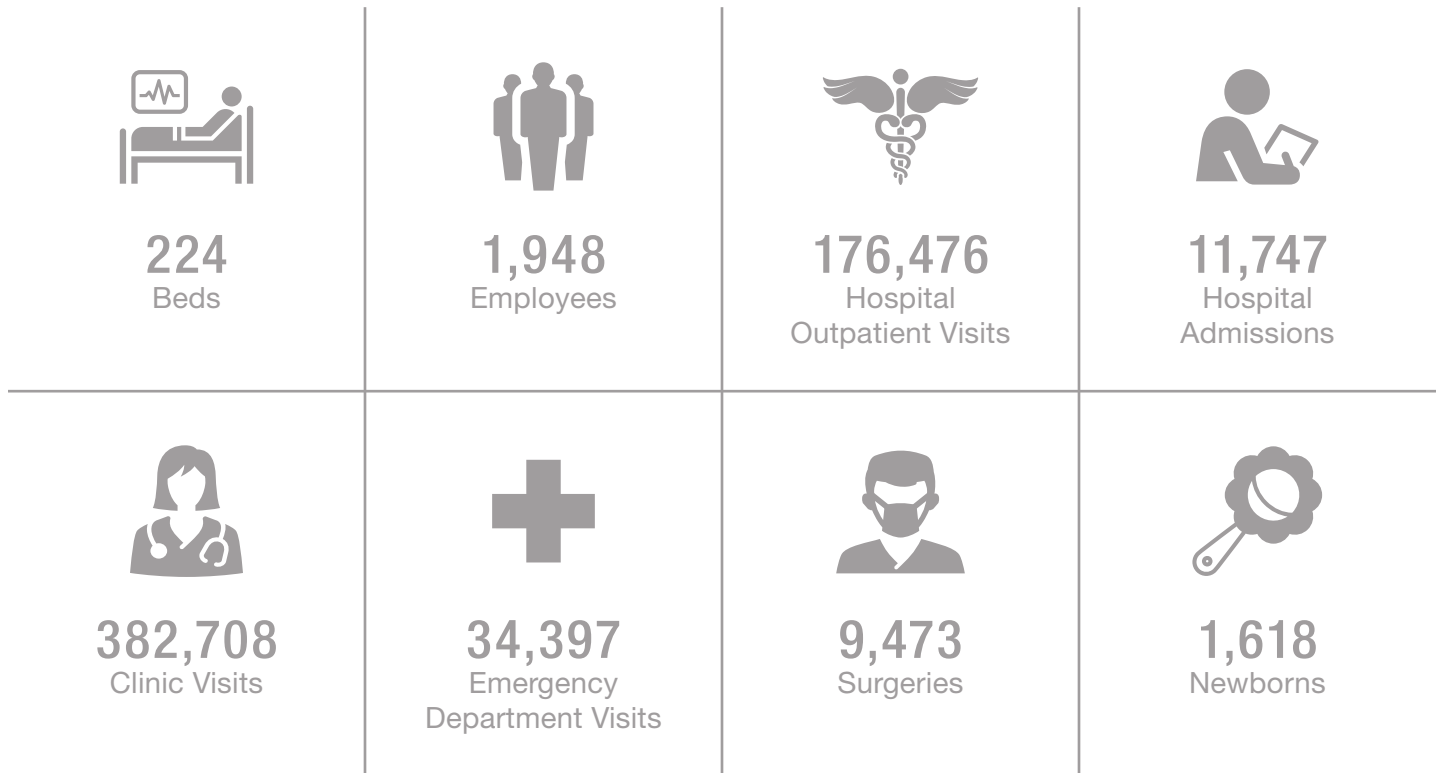 224
Beds
1,948
Employees
176,476
Hospital
Outpatient Visits
11,747
Hospital
Admissions
382,708
Clinic Visits
34,397
Emergency
Department Visits
9,473
Surgeries
1,618
Newborns